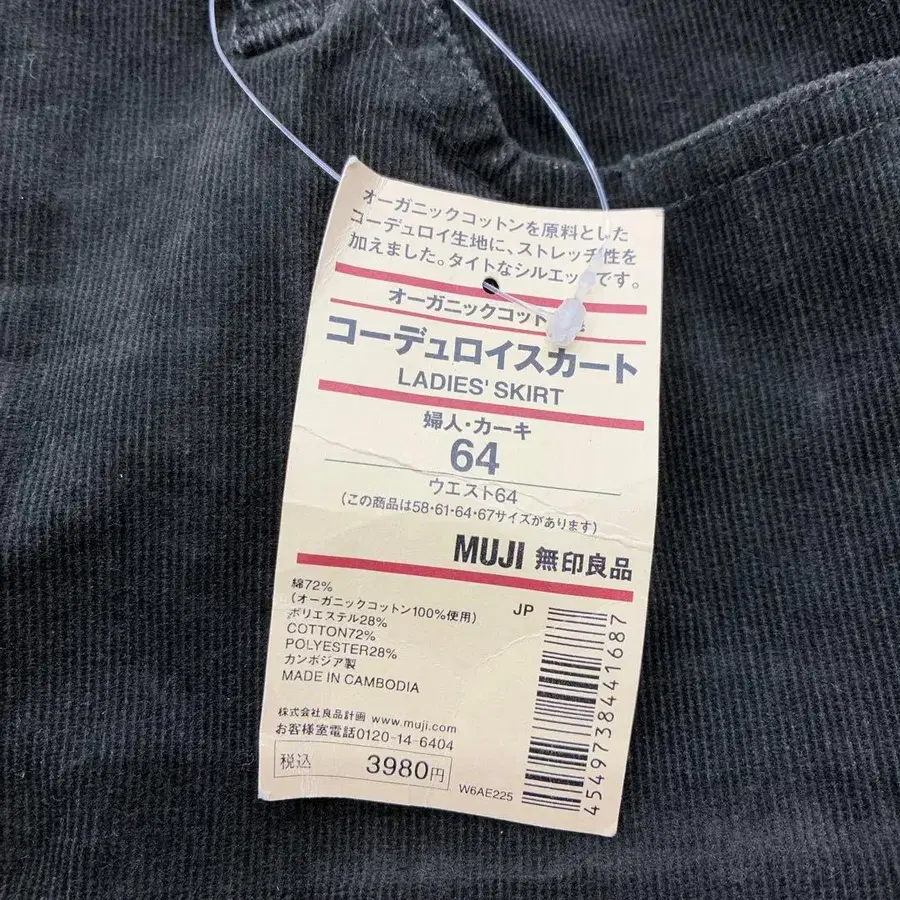 オーガニックコットンを原料とした
コーデュロイ生地に、ストレッチ性を
加えました。タイトなシルエットです。
オーガニックコットン
コーデュロイスカート
LADIES' SKIRT
婦人・カーキ
64
ウエスト64
(この商品は58・61・64・67サイズがあります)
MUJI 無印良品
綿72%
(オーガニックコットン100%使用)
ポリエステル28%
COTTON72%
POLYESTER28%
カンボジア製
MADE IN CAMBODIA
JP
株式会社良品計画 www.muji.com
お客様室電話0120-14-6404
税込 3980円
W6AE225
4549738441687